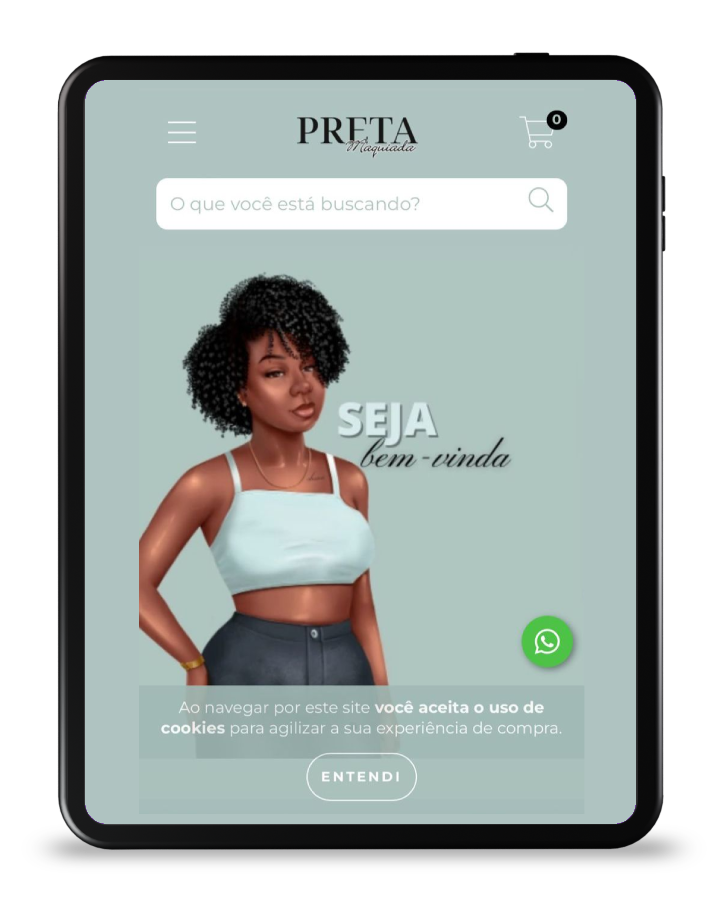 PRETA
Maquiada
0
O que você está buscando?
SEJA
bem-vinda
Ao navegar por este site você aceita o uso de
cookies para agilizar a sua experiência de compra.
ENTENDI